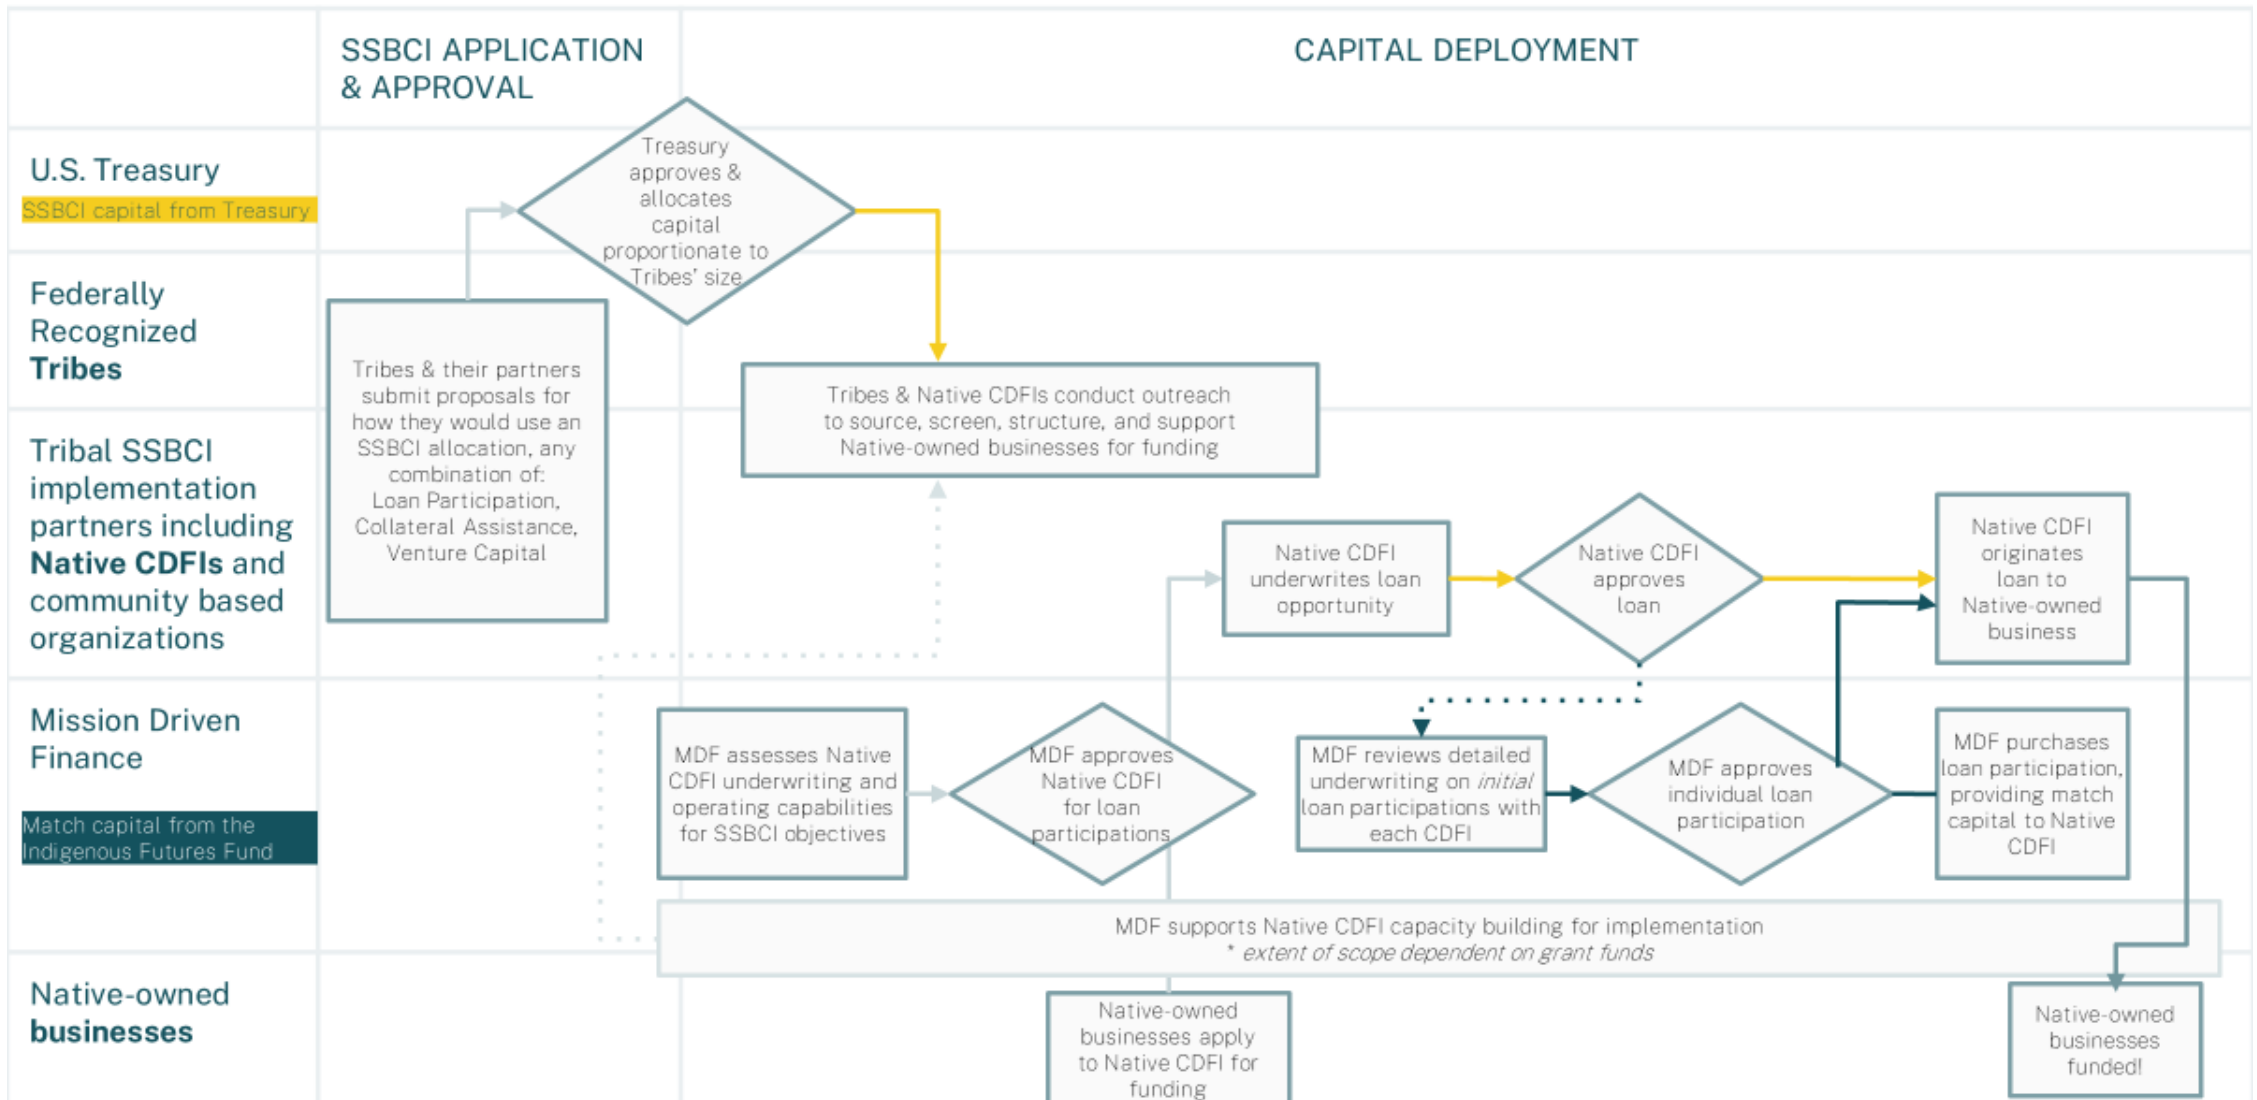 SSBCI APPLICATION
& APPROVAL
CAPITAL DEPLOYMENT
U.S. Treasury
SSBCI capital from Treasury
Treasury
approves &
allocates
capital
proportionate to
Tribes' size
Federally
Recognized
Tribes
Tribes & their partners
submit proposals for
how they would use an
SSBCI allocation, any
combination of:
Loan Participation,
Collateral Assistance,
Venture Capital
Tribes & Native CDFIs conduct outreach
to source, screen, structure, and support
Native-owned businesses for funding
Tribal SSBCI
implementation
partners including
Native CDFIs and
community based
organizations
Native CDFI
underwrites loan
opportunity
Native CDFI
approves
loan
Native CDFI
originates
loan to
Native-owned
business
Mission Driven
Finance
Match capital from the
Indigenous Futures Fund
MDF assesses Native
CDFI underwriting and
operating capabilities
for SSBCI objectives
MDF approves
Native CDFI
for loan
participations
MDF reviews detailed
underwriting on initial
loan participations with
each CDFI
MDF approves
individual loan
participation
MDF purchases
loan participation,
providing match
capital to Native
CDFI
MDF supports Native CDFI capacity building for implementation
* extent of scope dependent on grant funds
Native-owned
businesses
Native-owned
businesses apply
to Native CDFI for
funding
Native-owned
businesses
funded!